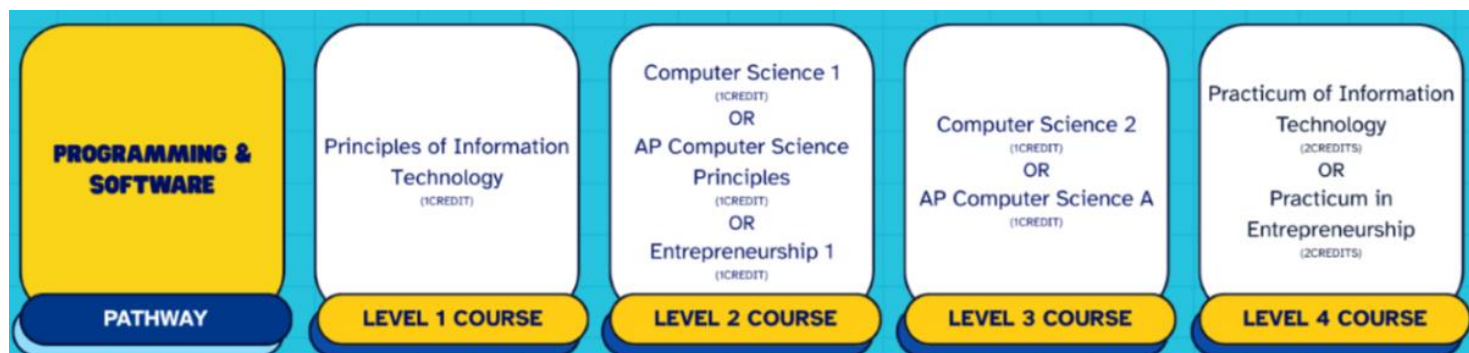 PROGRAMMING &
SOFTWARE
PATHWAY
Principles of Information
Technology
(1CREDIT)
LEVEL 1 COURSE
Computer Science 1
(1CREDIT)
OR
AP Computer Science
Principles
(1CREDIT)
OR
Entrepreneurship 1
(1CREDIT)
LEVEL 2 COURSE
Computer Science 2
(1CREDIT)
OR
AP Computer Science A
(1CREDIT)
LEVEL 3 COURSE
Practicum of Information
Technology
(2CREDITS)
OR
Practicum in
Entrepreneurship
(2CREDITS)
LEVEL 4 COURSE